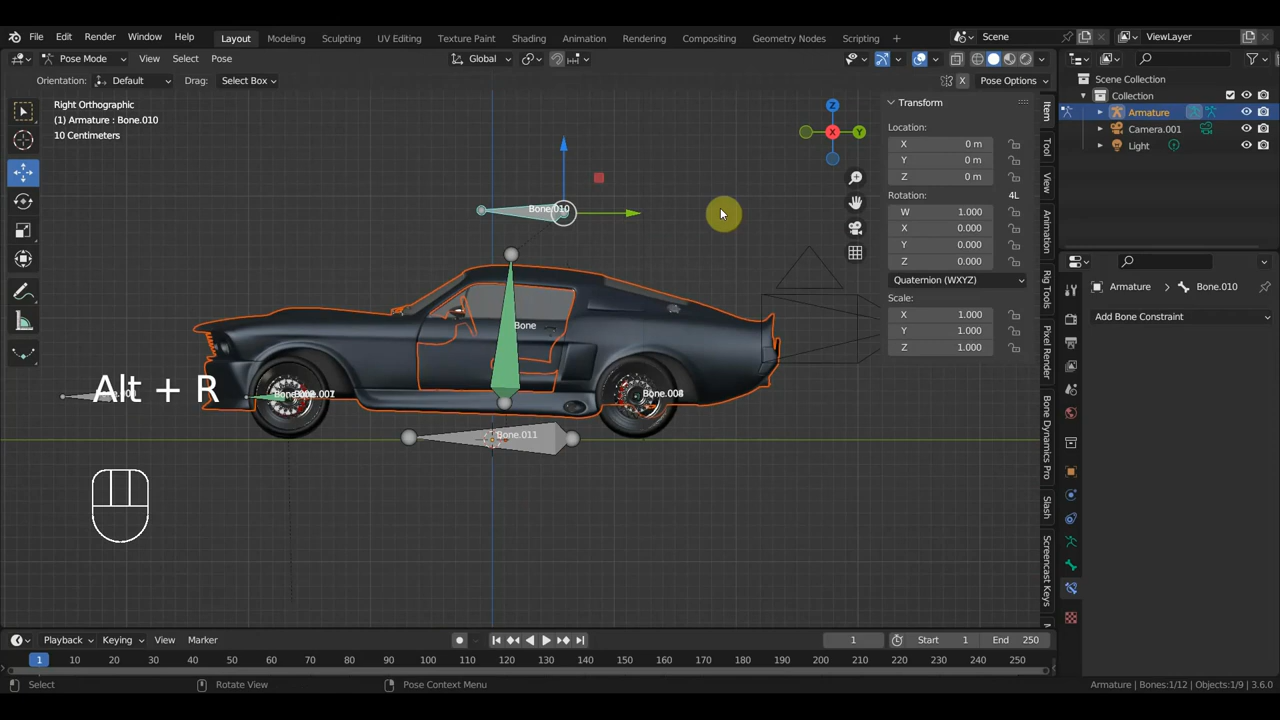 File Edit Render Window Help Layout Modeling Sculpting UV Editing Texture Paint Shading Animation Rendering Compositing Geometry Nodes Scripting + Scene ViewLayer
Pose Mode View Select Pose Global
Orientation: Default Drag: Select Box X Pose Options
Scene Collection
Collection
Armature
Camera.001
Light
Right Orthographic
(1) Armature : Bone.010
10 Centimeters
Z
Y
X
Transform
Location:
X 0 m
Y 0 m
Z 0 m
Rotation: 4L
W 1.000
X 0.000
Y 0.000
Z 0.000
Quaternion (WXYZ)
Scale:
X 1.000
Y 1.000
Z 1.000
Item
Tool
View
Animation
Rig Tools
Pixel Render
Bone Dynamics Pro
Slash
Screencast Keys
Armature > Bone.010
Add Bone Constraint
Bone.010
Bone
Bone.011
Alt + R
Playback Keying View Marker 1 Start 1 End 250
1 10 20 30 40 50 60 70 80 90 100 110 120 130 140 150 160 170 180 190 200 210 220 230 240 250
Select Rotate View Pose Context Menu Armature | Bones:1/12 | Objects:1/9 | 3.6.0